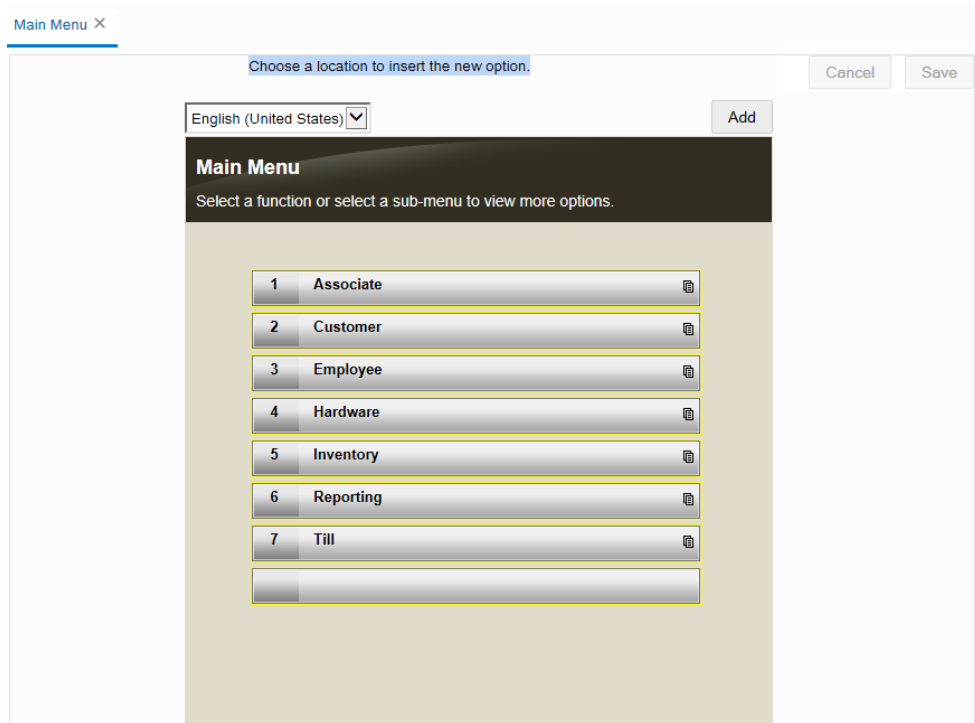 Main Menu ×
Choose a location to insert the new option.
Cancel Save
English (United States) Add
Main Menu
Select a function or select a sub-menu to view more options.
1 Associate
2 Customer
3 Employee
4 Hardware
5 Inventory
6 Reporting
7 Till